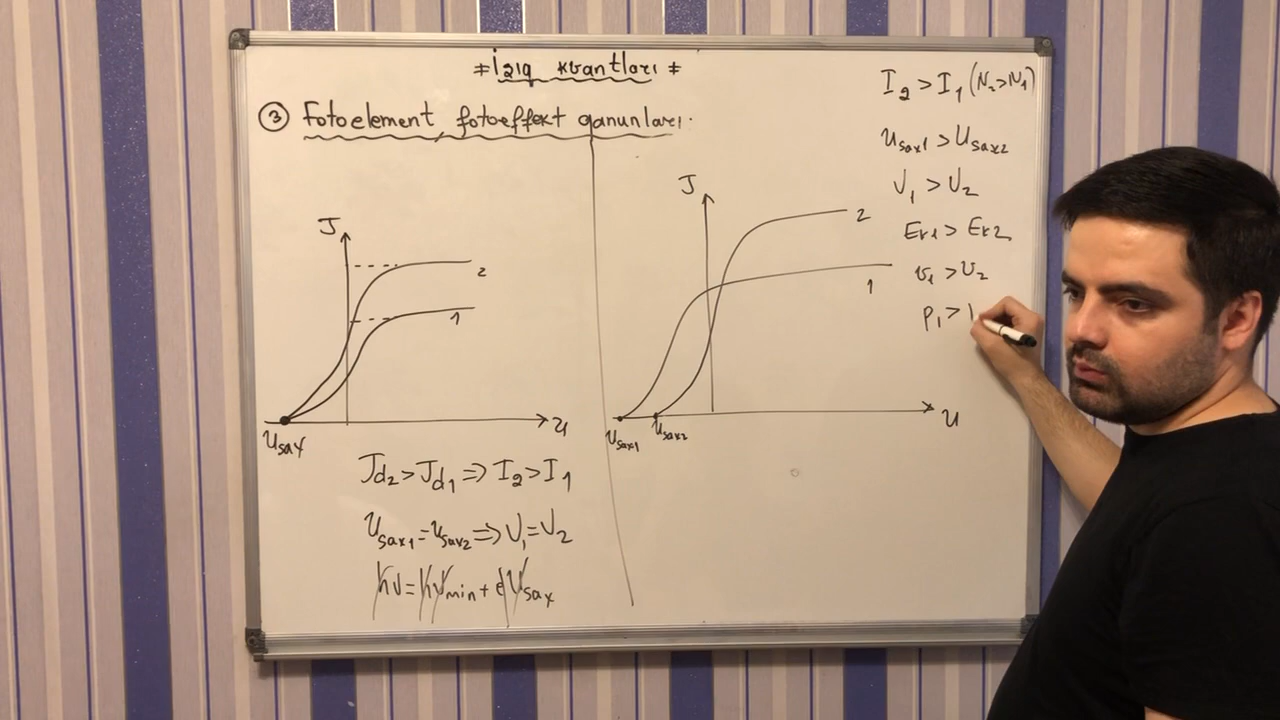 İşıq kvantları
③ Fotoelement, fotoeffekt qanunları.
J
2
1
Usax
U
Jd2 > Jd1 ⇒ I2 > I1
Usax1 = Usax2 ⇒ ν1 = ν2
hν = hνmin + eUsax
J
2
1
Usax1
Usax2
U
I2 > I1 (N2 > N1)
Usax1 > Usax2
ν1 > ν2
Ek1 > Ek2
υ1 > υ2
p1 >